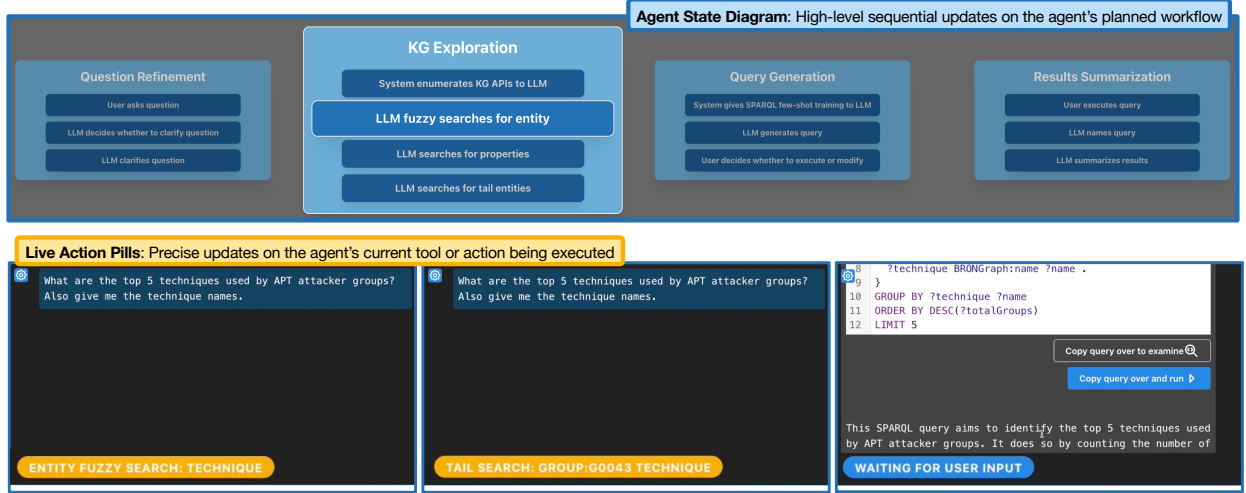 Agent State Diagram: High-level sequential updates on the agent's planned workflow
Question Refinement
User asks question
LLM decides whether to clarify question
LLM clarifies question
KG Exploration
System enumerates KG APIs to LLM
LLM fuzzy searches for entity
LLM searches for properties
LLM searches for tail entities
Query Generation
System gives SPARQL few-shot training to LLM
LLM generates query
User decides whether to execute or modify
Results Summarization
User executes query
LLM names query
LLM summarizes results
Live Action Pills: Precise updates on the agent's current tool or action being executed
What are the top 5 techniques used by APT attacker groups?
Also give me the technique names.
ENTITY FUZZY SEARCH: TECHNIQUE
What are the top 5 techniques used by APT attacker groups?
Also give me the technique names.
TAIL SEARCH: GROUP:G0043 TECHNIQUE
8 ?technique BRONGraph:name ?name .
9 }
10 GROUP BY ?technique ?name
11 ORDER BY DESC(?totalGroups)
12 LIMIT 5
Copy query over to examine
Copy query over and run
This SPARQL query aims to identify the top 5 techniques used
by APT attacker groups. It does so by counting the number of
WAITING FOR USER INPUT